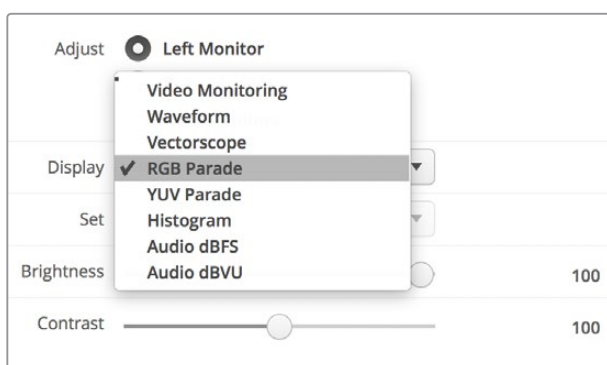 Adjust Left Monitor
Video Monitoring
Waveform
Vectorscope
Display ✓ RGB Parade
YUV Parade
Set Histogram
Audio dBFS
Brightness Audio dBVU 100
Contrast 100